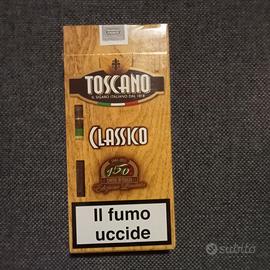 TOSCANO
IL SIGARO ITALIANO DAL 1818
CLASSICO
150
Il fumo
uccide
subito